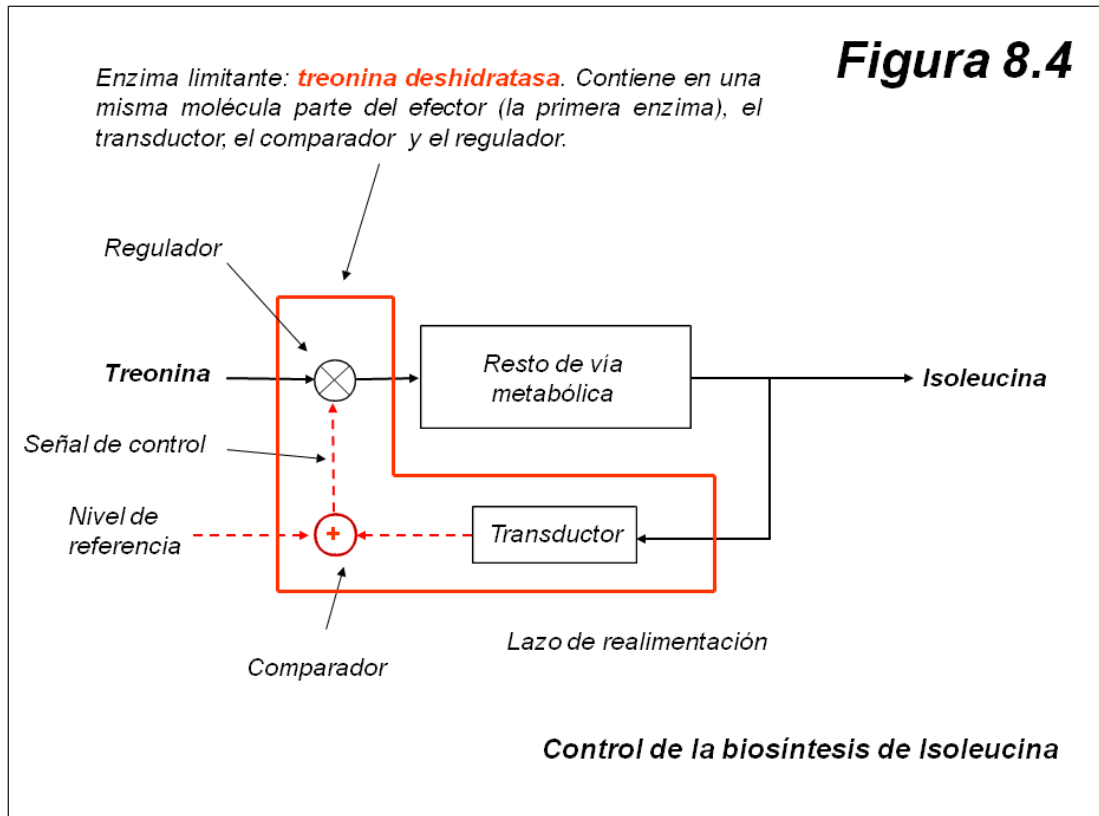 Figura 8.4
Enzima limitante: treonina deshidratasa. Contiene en una
misma molécula parte del efector (la primera enzima), el
transductor, el comparador y el regulador.
Regulador
Treonina
Resto de vía
metabólica
Isoleucina
Señal de control
Nivel de
referencia
+
Transductor
Lazo de realimentación
Comparador
Control de la biosíntesis de Isoleucina